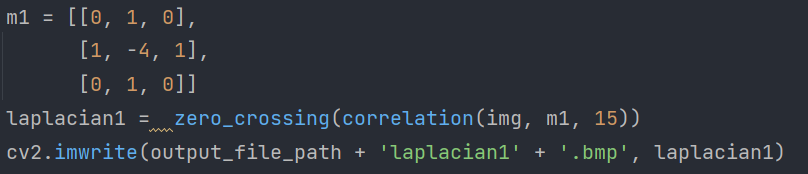 m1 = [[0, 1, 0],
      [1, -4, 1],
      [0, 1, 0]]
laplacian1 =  zero_crossing(correlation(img, m1, 15))
cv2.imwrite(output_file_path + 'laplacian1' + '.bmp', laplacian1)